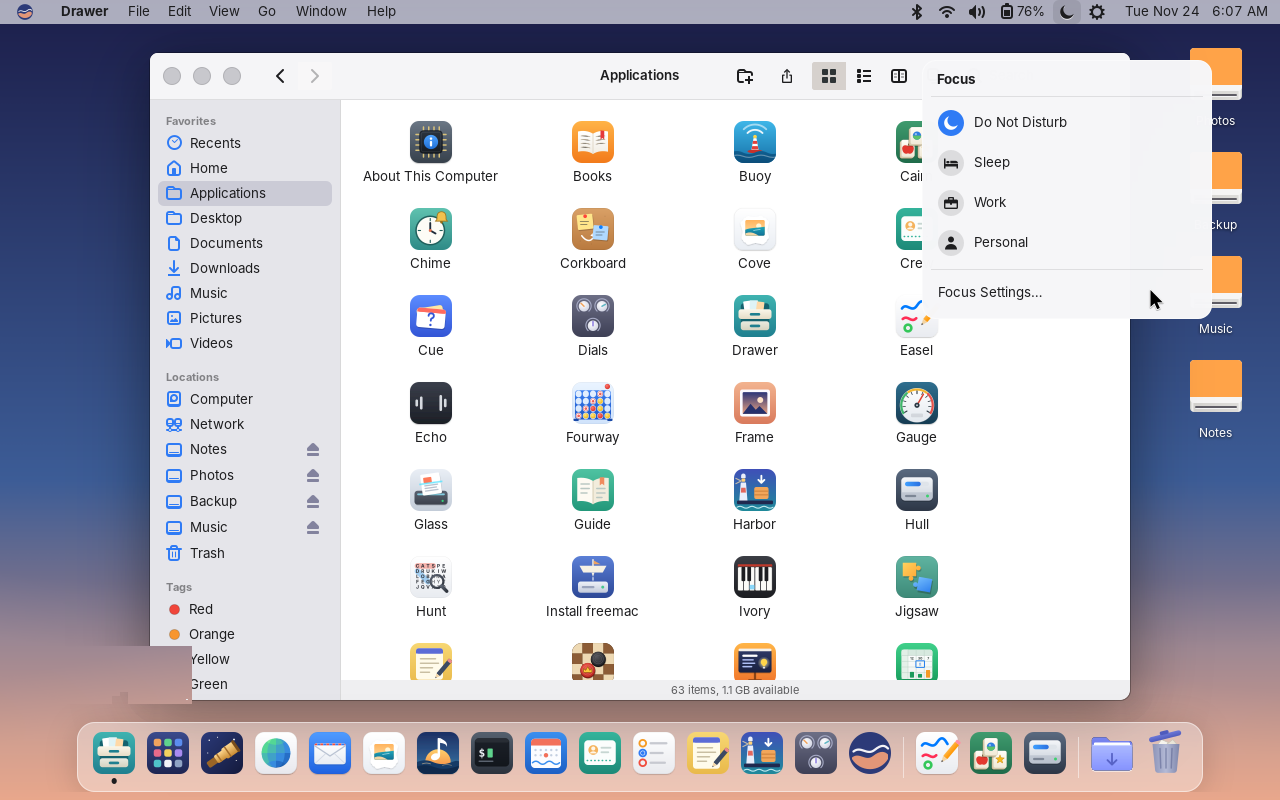 Drawer File Edit View Go Window Help 76% Tue Nov 24 6:07 AM
Applications
Favorites
Recents
Home
Applications
Desktop
Documents
Downloads
Music
Pictures
Videos
Locations
Computer
Network
Notes
Photos
Backup
Music
Trash
Tags
Red
Orange
Yellow
Green
About This Computer Books Buoy
Chime Corkboard Cove
Cue Dials Drawer Easel
Echo Fourway Frame Gauge
Glass Guide Harbor Hull
Hunt Install freemac Ivory Jigsaw
63 items, 1.1 GB available
Focus
Do Not Disturb
Sleep
Work
Personal
Focus Settings...
Music
Notes